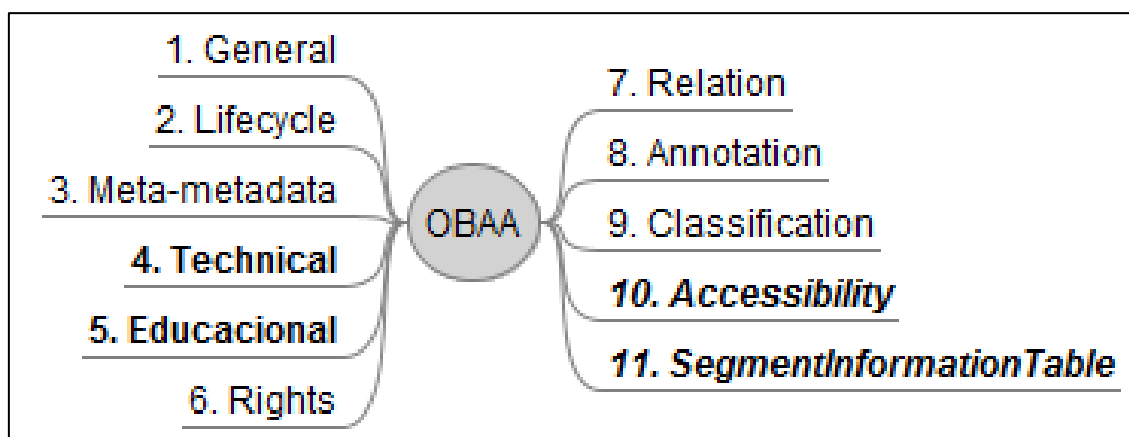 1. General
2. Lifecycle
3. Meta-metadata
4. Technical
5. Educacional
6. Rights
OBAA
7. Relation
8. Annotation
9. Classification
10. Accessibility
11. SegmentInformationTable